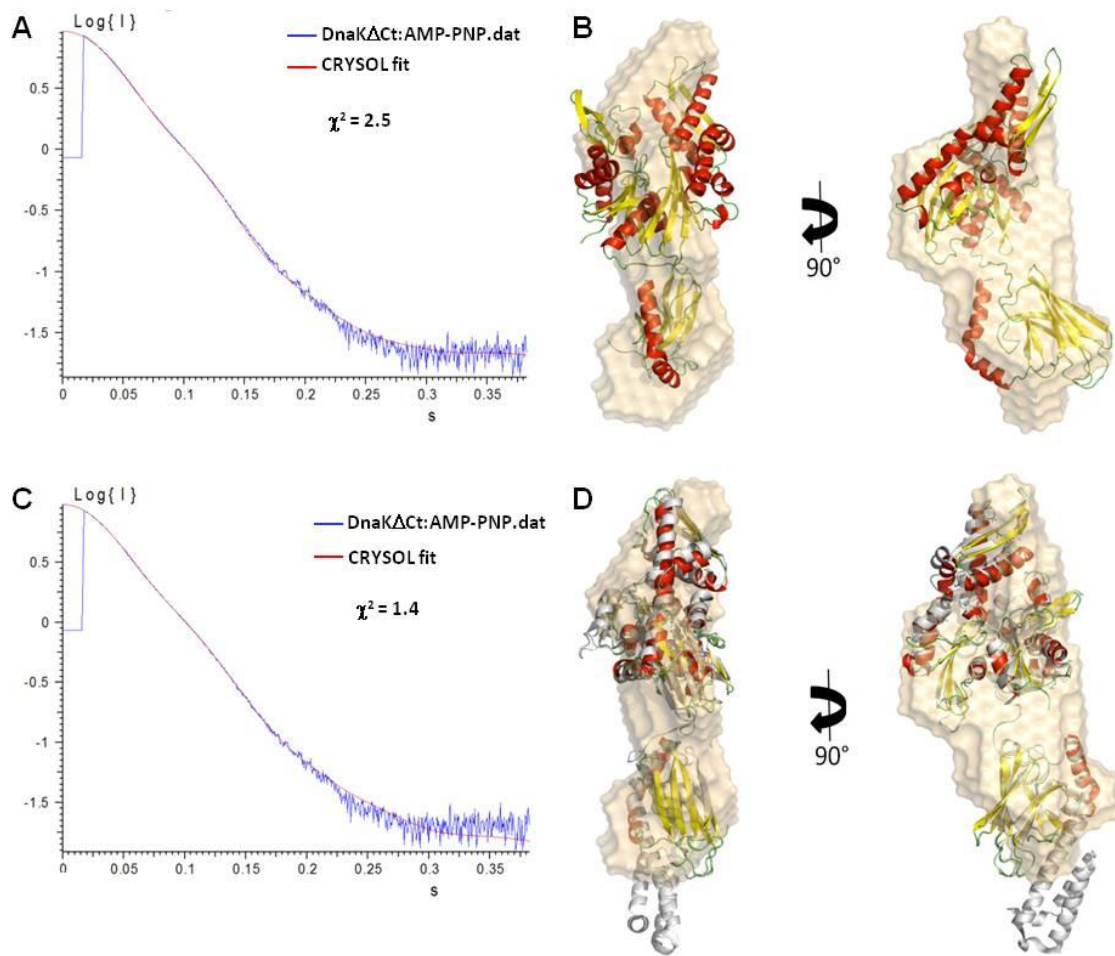 A
Log{I}
DnaKΔCt:AMP-PNP.dat
CRYSOL fit
χ² = 2.5
0.5
0
-0.5
-1
-1.5
0 0.05 0.1 0.15 0.2 0.25 0.3 0.35
s
B
90°
C
Log{I}
DnaKΔCt:AMP-PNP.dat
CRYSOL fit
χ² = 1.4
0.5
0
-0.5
-1
-1.5
0 0.05 0.1 0.15 0.2 0.25 0.3 0.35
s
D
90°